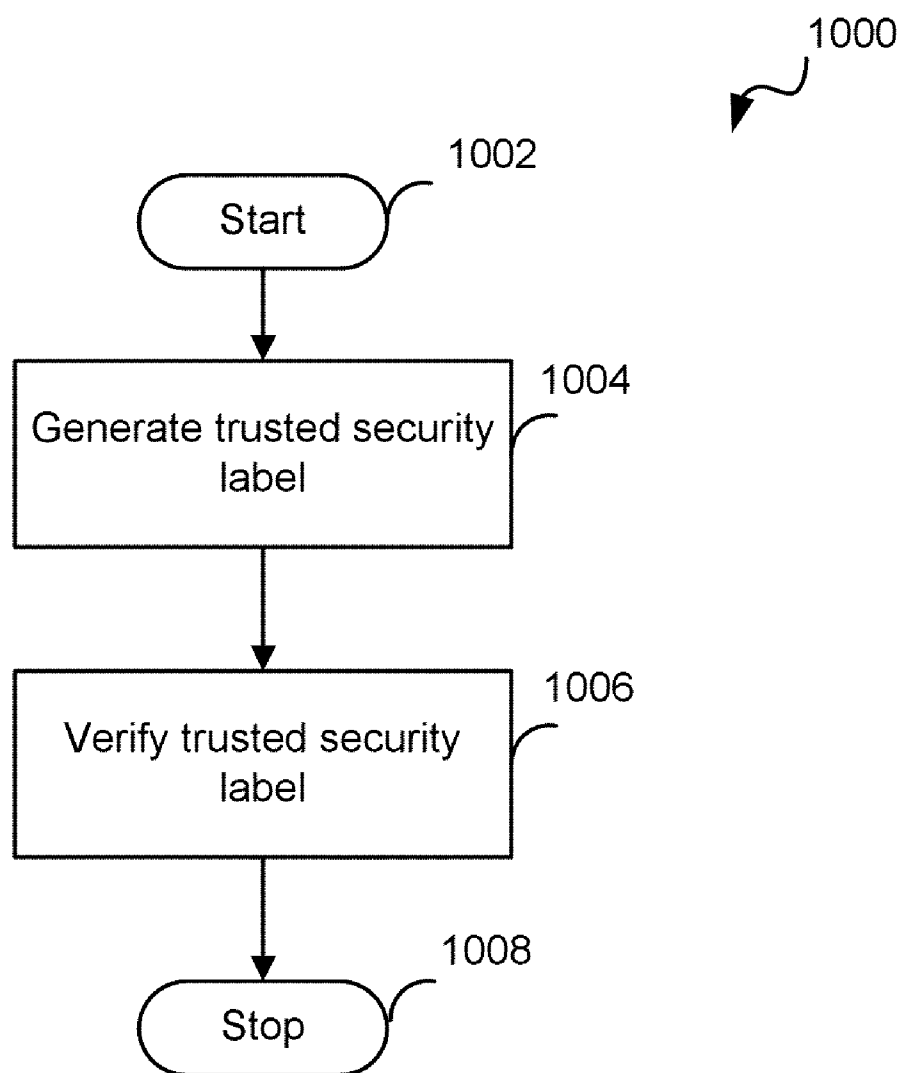 1000
1002
Start
1004
Generate trusted security
label
1006
Verify trusted security
label
1008
Stop